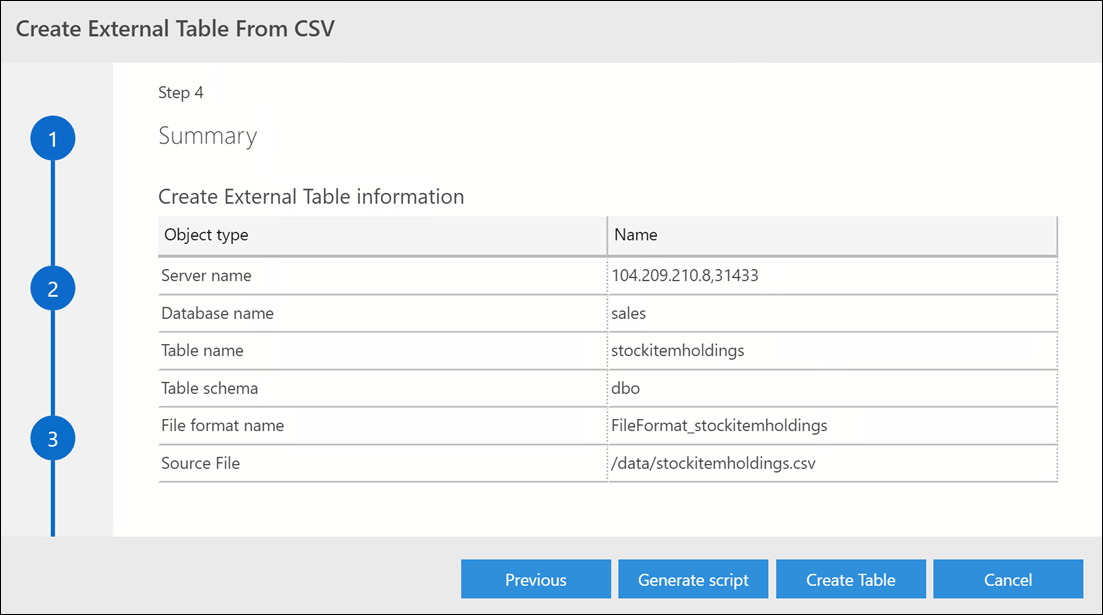 Create External Table From CSV
Step 4
Summary
1
2
3
Create External Table information
Object type Name
Server name 104.209.210.8,31433
Database name sales
Table name stockitemholdings
Table schema dbo
File format name FileFormat_stockitemholdings
Source File /data/stockitemholdings.csv
Previous Generate script Create Table Cancel